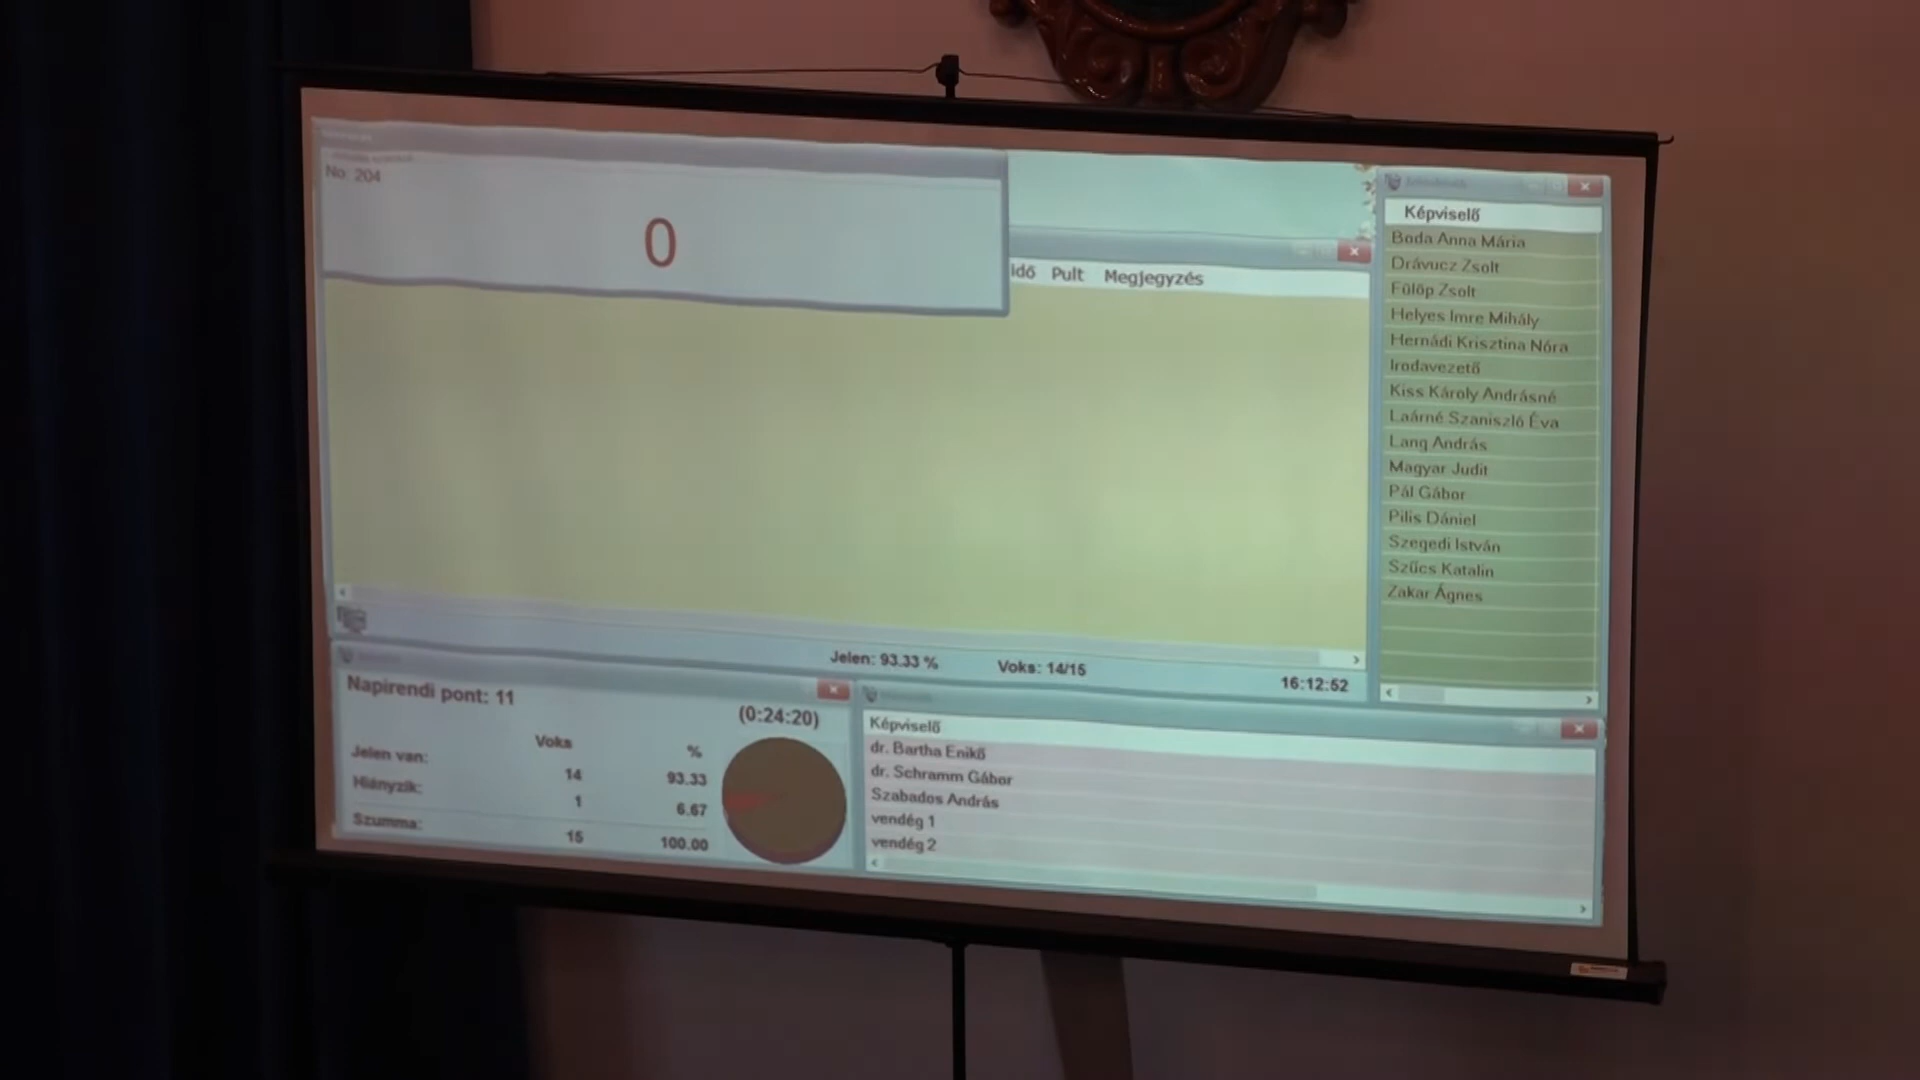 No: 204
0
idő Pult Megjegyzés
Jelen: 93.33 % Voks: 14/15
16:12:52
Képviselő
Boda Anna Mária
Drávucz Zsolt
Fülöp Zsolt
Helyes Imre Mihály
Hernádi Krisztina Nóra
Irodavezető
Kiss Károly Andrásné
Laárné Szaniszló Éva
Lang András
Magyar Judit
Pál Gábor
Pilis Dániel
Szegedi István
Szűcs Katalin
Zakar Ágnes
Napirendi pont: 11
(0:24:20)
Voks %
Jelen van: 14 93.33
Hiányzik: 1 6.67
Szumma: 15 100.00
Képviselő
dr. Bartha Enikő
dr. Schramm Gábor
Szabados András
vendég 1
vendég 2